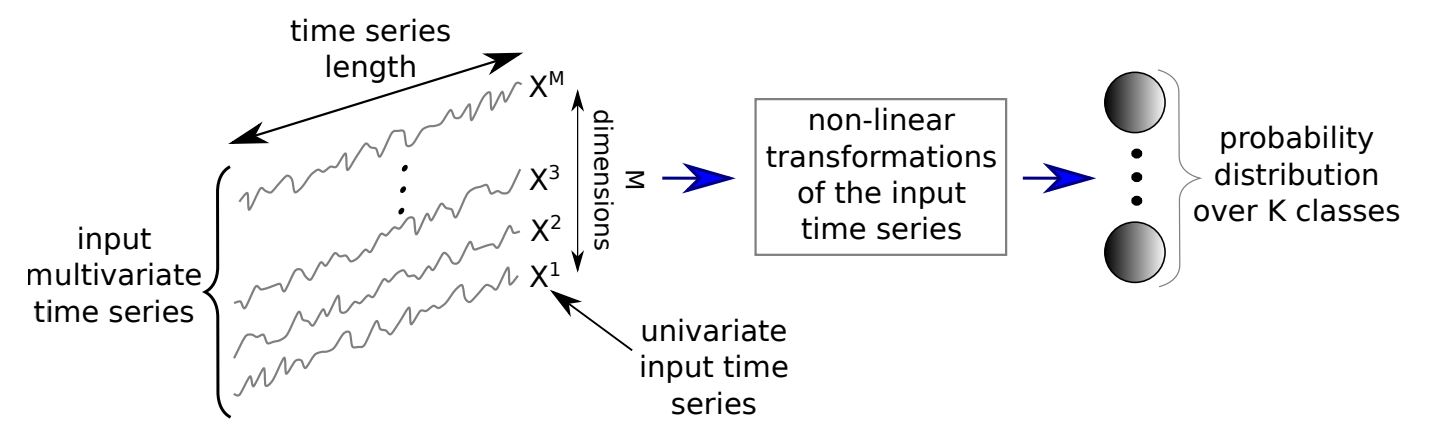 time series
length
X^M
X^3
X^2
X^1
M
dimensions
input
multivariate
time series
univariate
input time
series
non-linear
transformations
of the input
time series
probability
distribution
over K classes